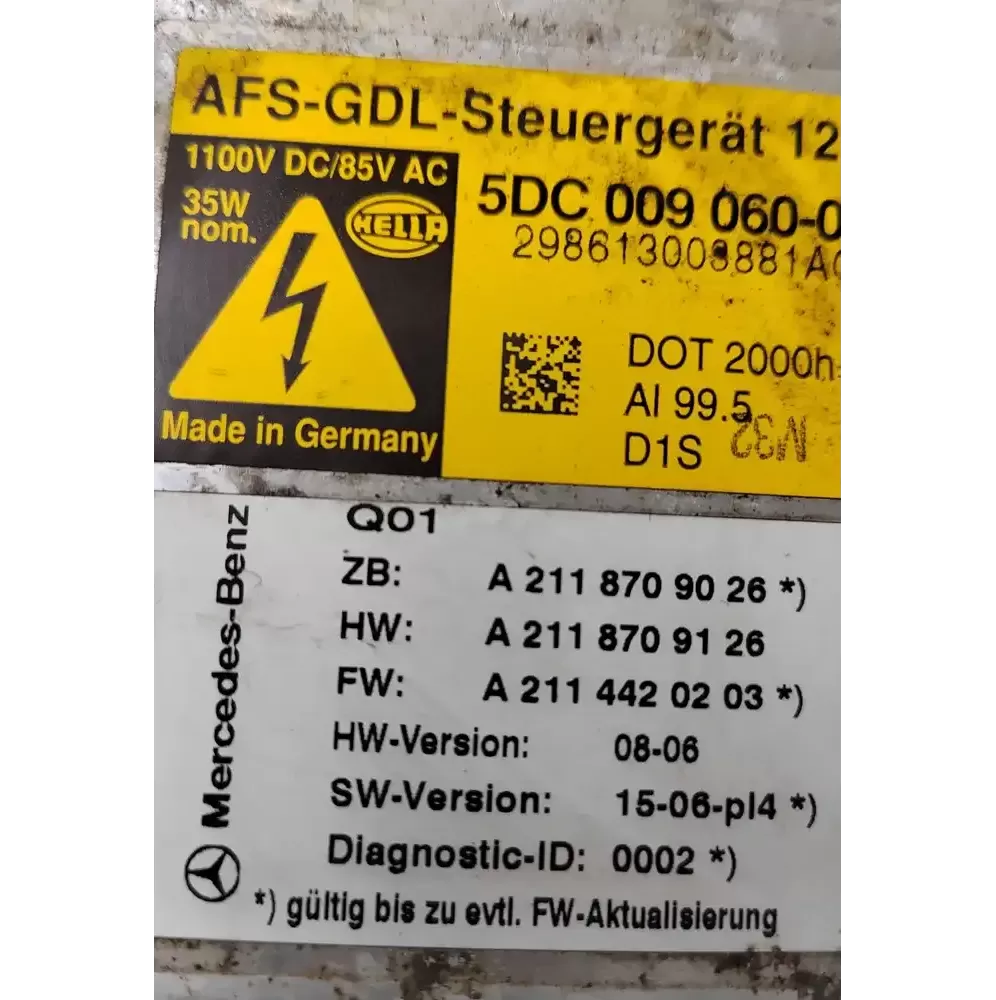 AFS-GDL-Steuergerät 12
1100V DC/85V AC
35W
nom.
HELLA
5DC 009 060-0
298613008881A
DOT 2000h
Al 99.5
D1S
Made in Germany
Mercedes-Benz
Q01
ZB: A 211 870 90 26 *)
HW: A 211 870 91 26
FW: A 211 442 02 03 *)
HW-Version: 08-06
SW-Version: 15-06-pl4 *)
Diagnostic-ID: 0002 *)
*) gültig bis zu evtl. FW-Aktualisierung